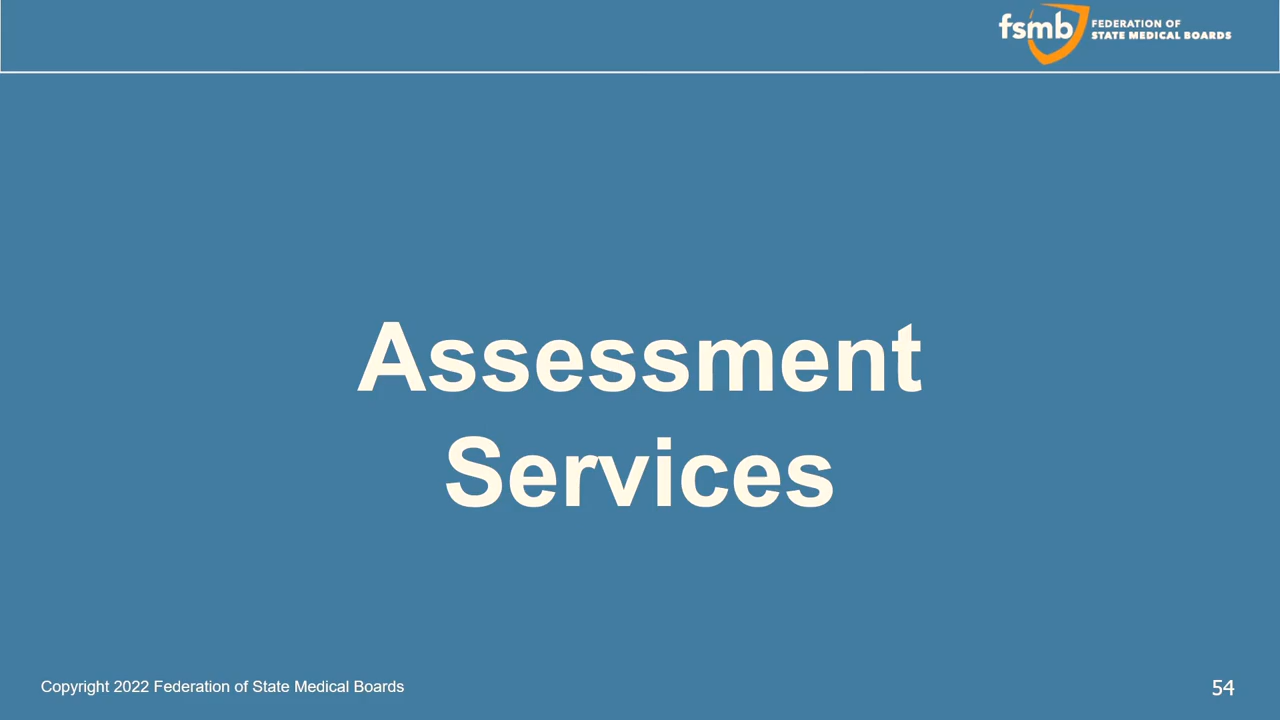 fsmb
FEDERATION OF
STATE MEDICAL BOARDS
Assessment
Services
Copyright 2022 Federation of State Medical Boards
54